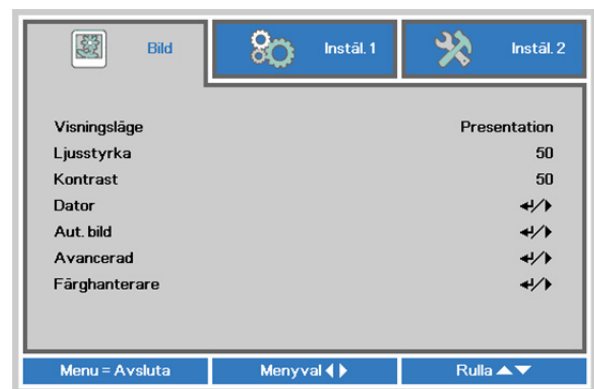 Bild Instäl. 1 Instäl. 2
Visningsläge Presentation
Ljusstyrka 50
Kontrast 50
Dator ↵/▶
Aut. bild ↵/▶
Avancerad ↵/▶
Färghanterare ↵/▶
Menu = Avsluta Menyval ◀▶ Rulla ▲▼